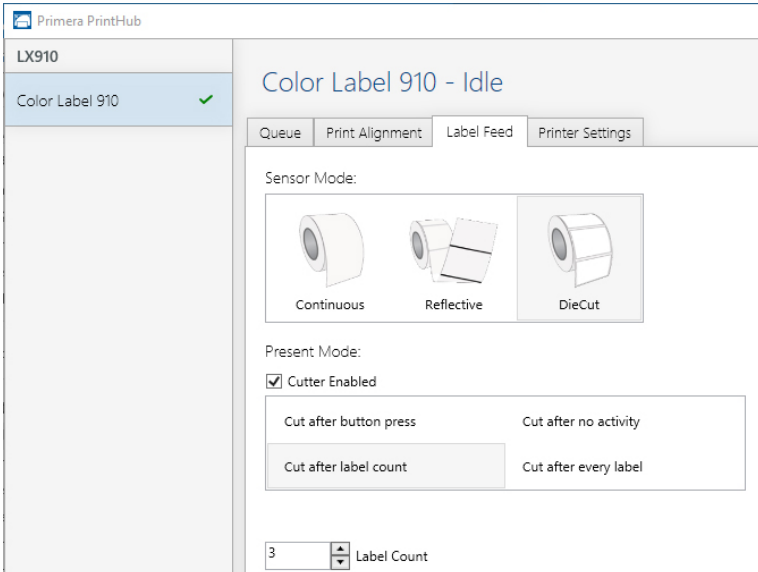 Primera PrintHub
LX910
Color Label 910
Color Label 910 - Idle
Queue Print Alignment Label Feed Printer Settings
Sensor Mode:
Continuous Reflective DieCut
Present Mode:
Cutter Enabled
Cut after button press Cut after no activity
Cut after label count Cut after every label
3 Label Count